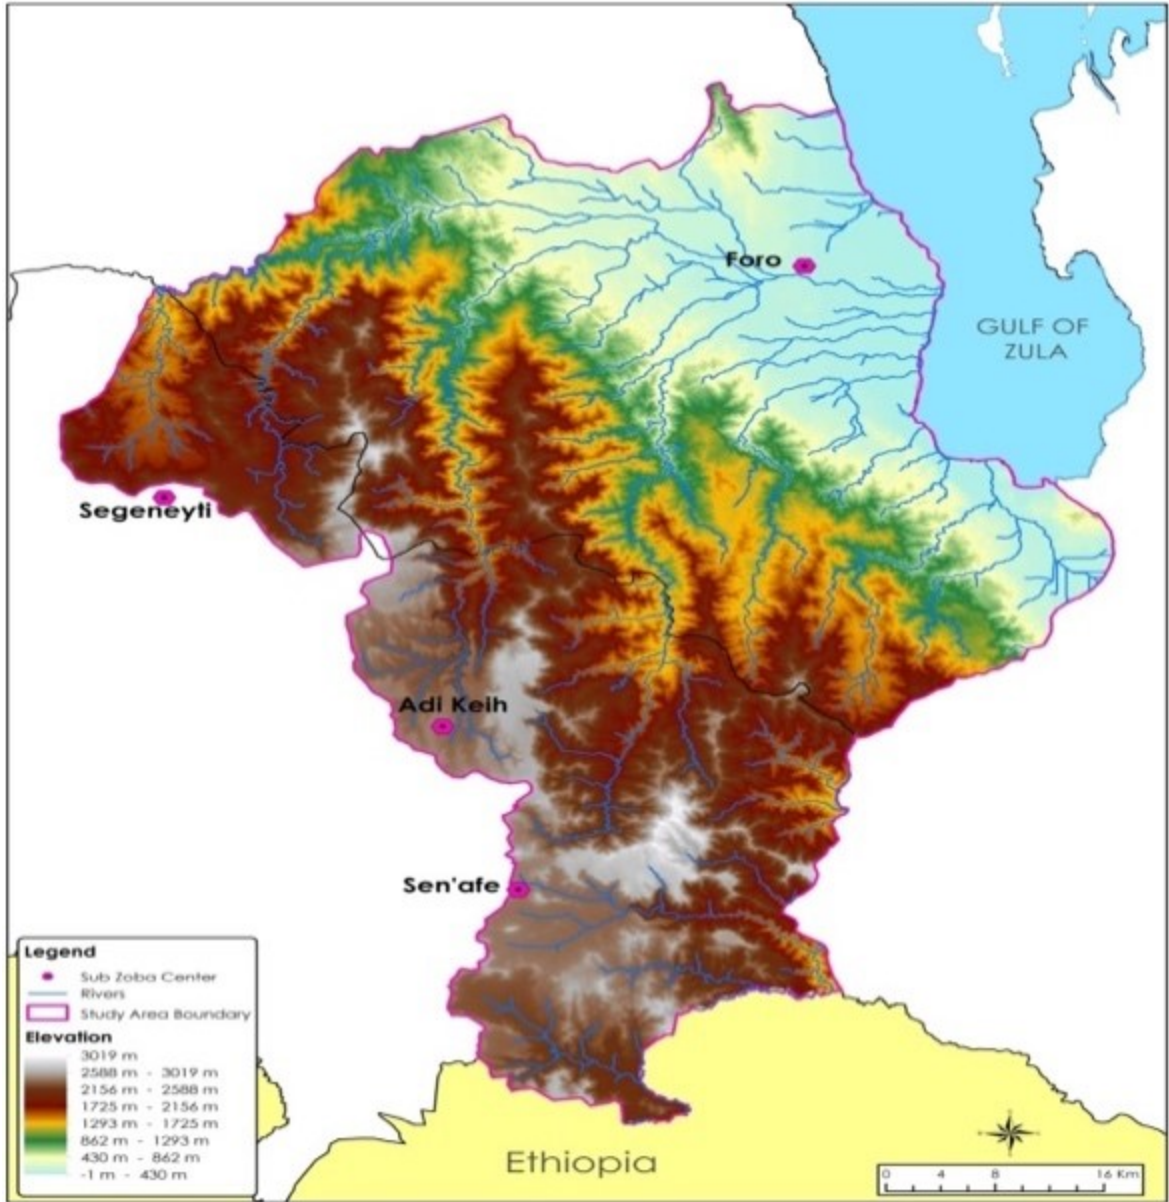 Foro
GULF OF
ZULA
Segeneyti
Adi Keih
Sen'afe
Legend
Sub Zoba Center
Rivers
Study Area Boundary
Elevation
3019 m
2588 m - 3019 m
2156 m - 2588 m
1725 m - 2156 m
1293 m - 1725 m
862 m - 1293 m
430 m - 862 m
-1 m - 430 m
Ethiopia
0 4 8 16 Km